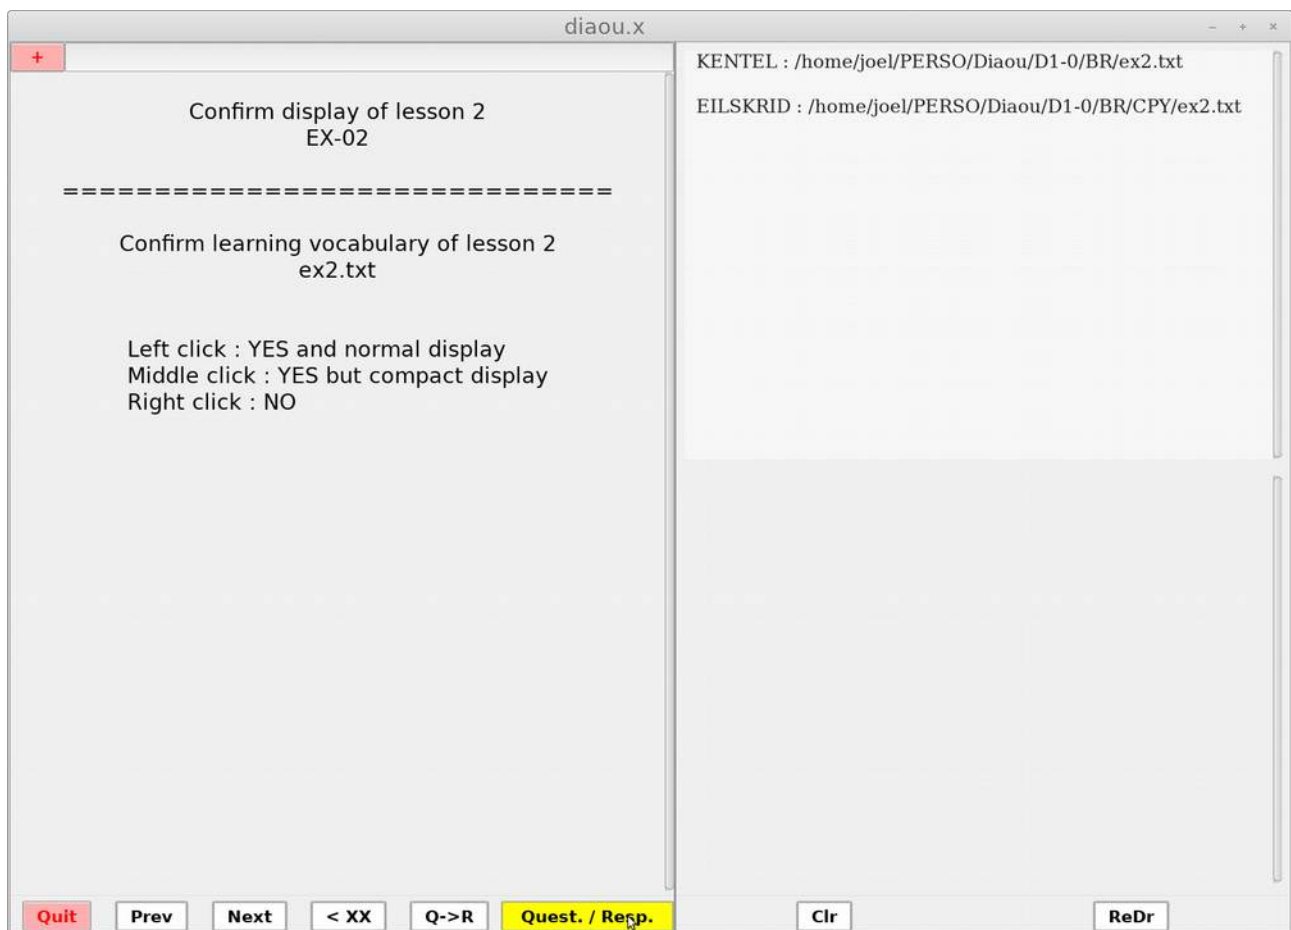 diaou.x
+
Confirm display of lesson 2
EX-02
==============================
Confirm learning vocabulary of lesson 2
ex2.txt
Left click : YES and normal display
Middle click : YES but compact display
Right click : NO
KENTEL : /home/joel/PERSO/Diaou/D1-0/BR/ex2.txt
EILSKRID : /home/joel/PERSO/Diaou/D1-0/BR/CPY/ex2.txt
Quit Prev Next < XX Q->R Quest. / Resp. Clr ReDr